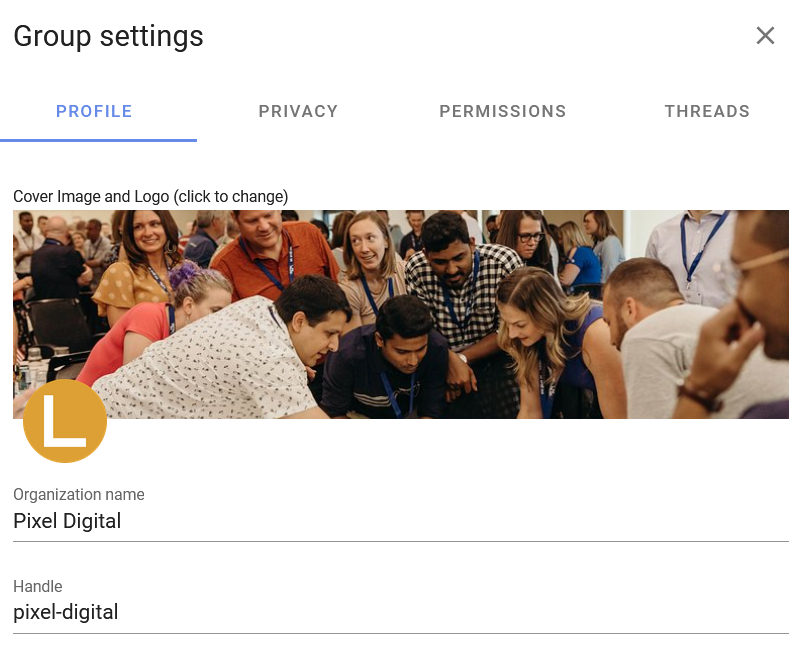 Group settings
PROFILE PRIVACY PERMISSIONS THREADS
Cover Image and Logo (click to change)
L
Organization name
Pixel Digital
Handle
pixel-digital